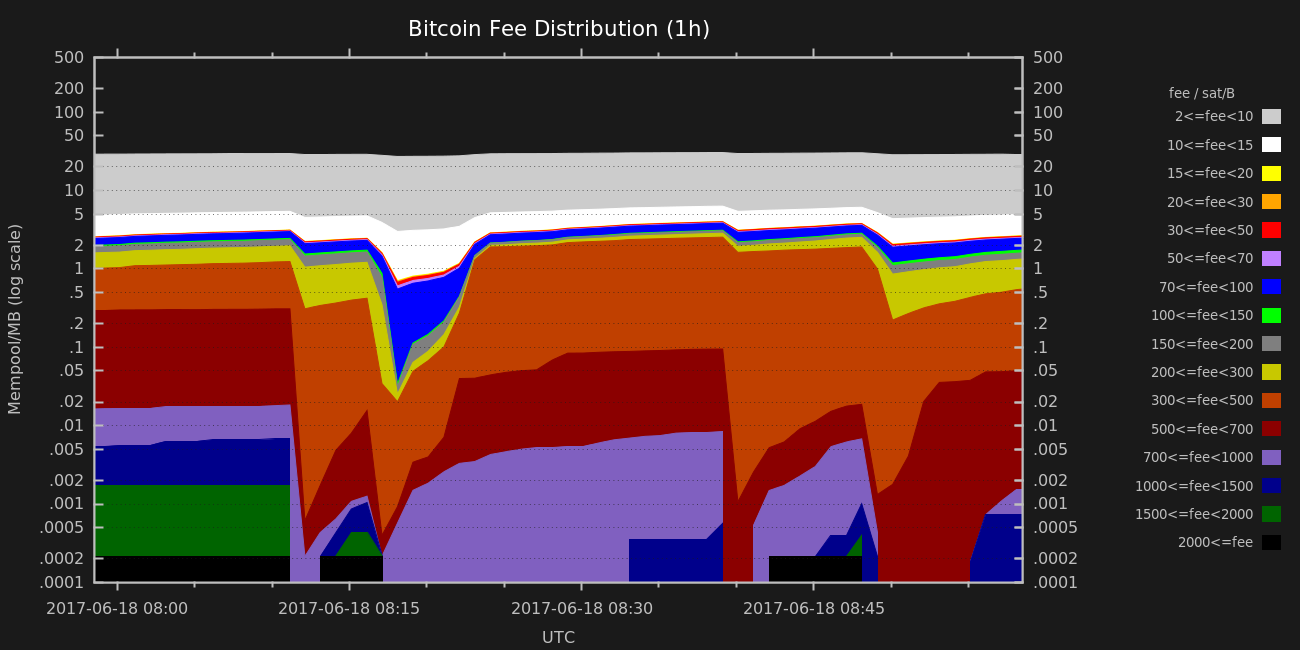 Bitcoin Fee Distribution (1h)
500 500
200 200
100 100
50 50
20 20
10 10
5 5
2 2
1 1
.5 .5
.2 .2
.1 .1
.05 .05
.02 .02
.01 .01
.005 .005
.002 .002
.001 .001
.0005 .0005
.0002 .0002
.0001 .0001
Mempool/MB (log scale)
2017-06-18 08:00 2017-06-18 08:15 2017-06-18 08:30 2017-06-18 08:45
UTC
fee / sat/B
2<=fee<10
10<=fee<15
15<=fee<20
20<=fee<30
30<=fee<50
50<=fee<70
70<=fee<100
100<=fee<150
150<=fee<200
200<=fee<300
300<=fee<500
500<=fee<700
700<=fee<1000
1000<=fee<1500
1500<=fee<2000
2000<=fee